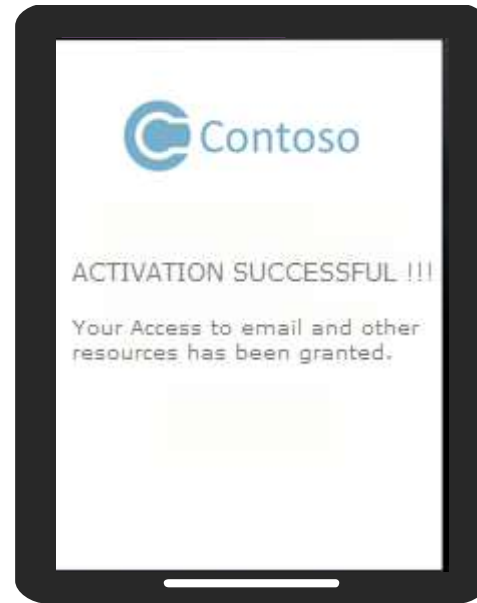 Contoso
ACTIVATION SUCCESSFUL !!!
Your Access to email and other
resources has been granted.